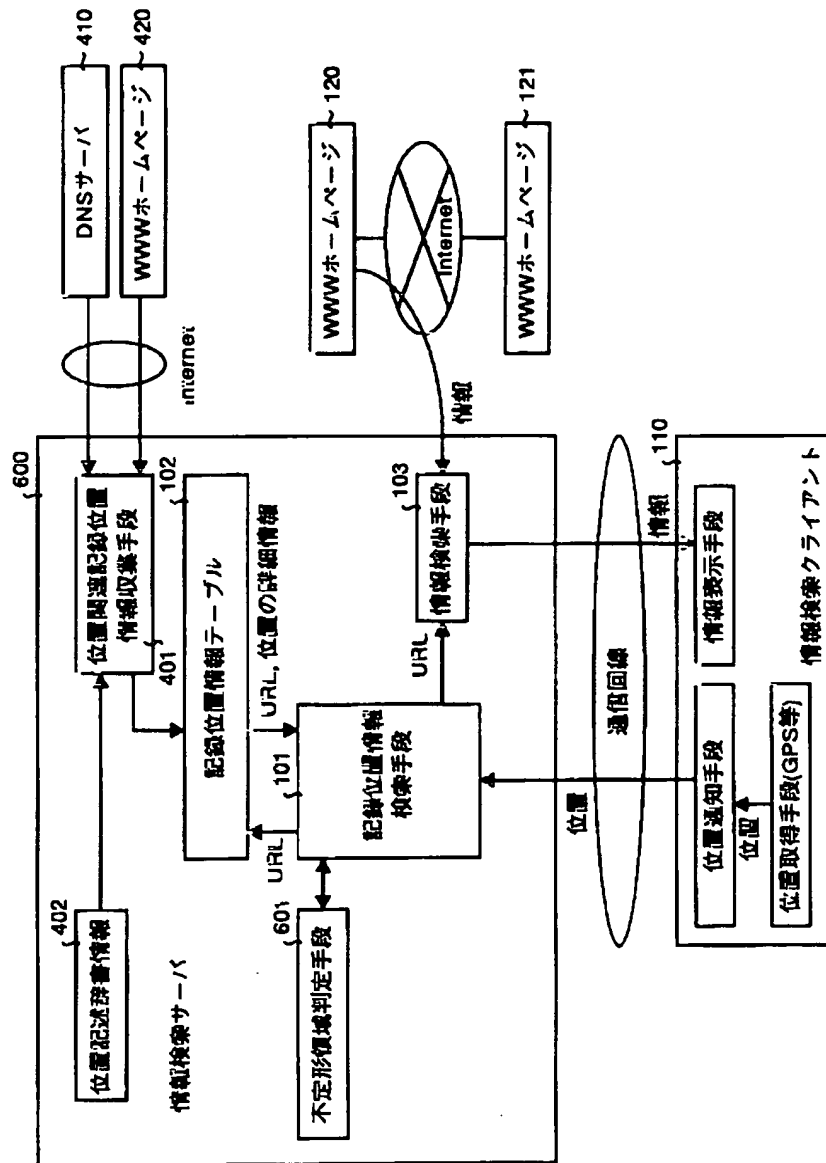 600
情報検索サーバ
402
位置記述辞書情報
位置関連記録位置
情報収集手段
401
102
記録位置情報テーブル
URL
URL, 位置の詳細情報
101
記録位置情報
検索手段
601
不定形領域判定手段
URL
103
情報検索手段
Internet
DNSサーバ
410
WWWホームページ
420
WWWホームページ
120
Internet
WWWホームページ
121
情報
通信回線
位置
情報
110
情報検索クライアント
位置通知手段
位置
位置取得手段(GPS等)
情報表示手段